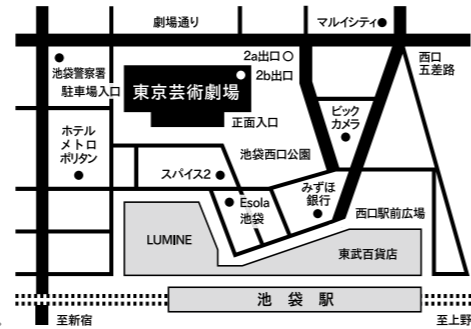 劇場通り
マルイシティ
2a出口
2b出口
西口
五差路
池袋警察署
駐車場入口
東京芸術劇場
正面入口
ビック
カメラ
ホテル
メトロ
ポリタン
池袋西口公園
スパイス2
みずほ
銀行
Esola
池袋
西口駅前広場
LUMINE
東武百貨店
池袋駅
至新宿
至上野